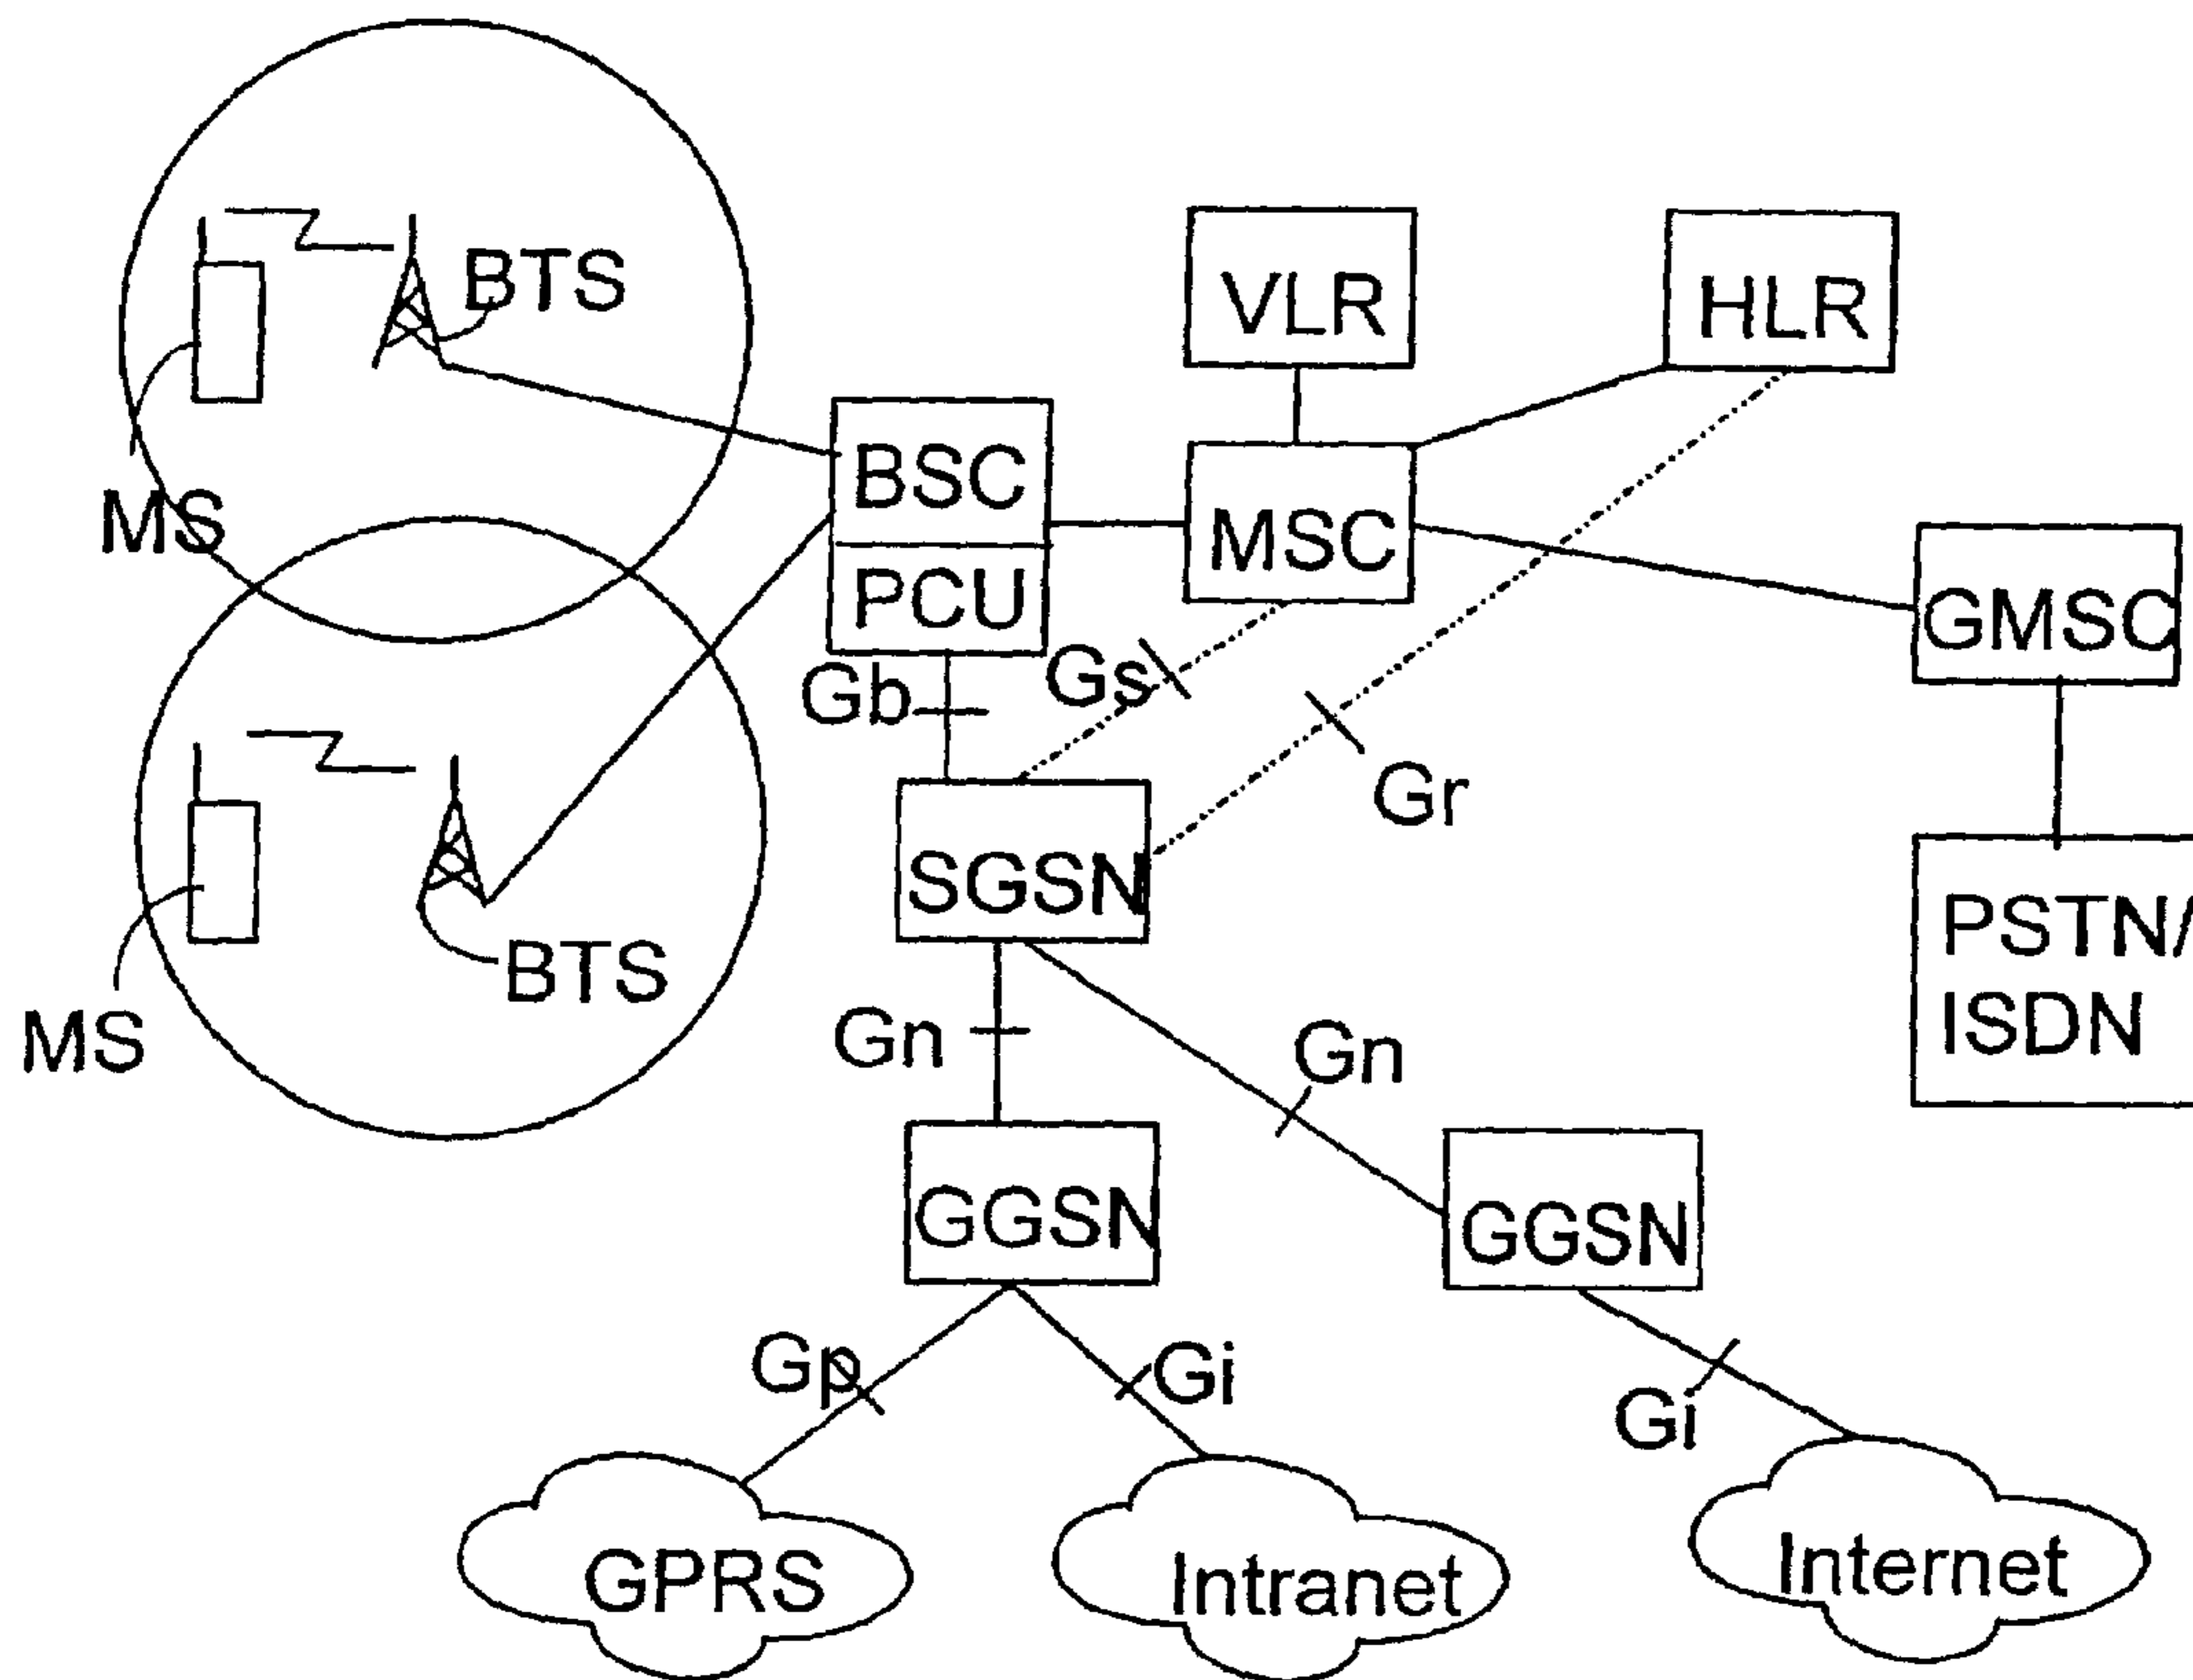 BTS
VLR
HLR
BSC
MS
MSC
PCU
GMSC
Gb
Gs
Gr
SGSN
PSTN/
ISDN
BTS
MS
Gn
Gn
GGSN
GGSN
Gp
Gi
Gi
GPRS
Intranet
Internet